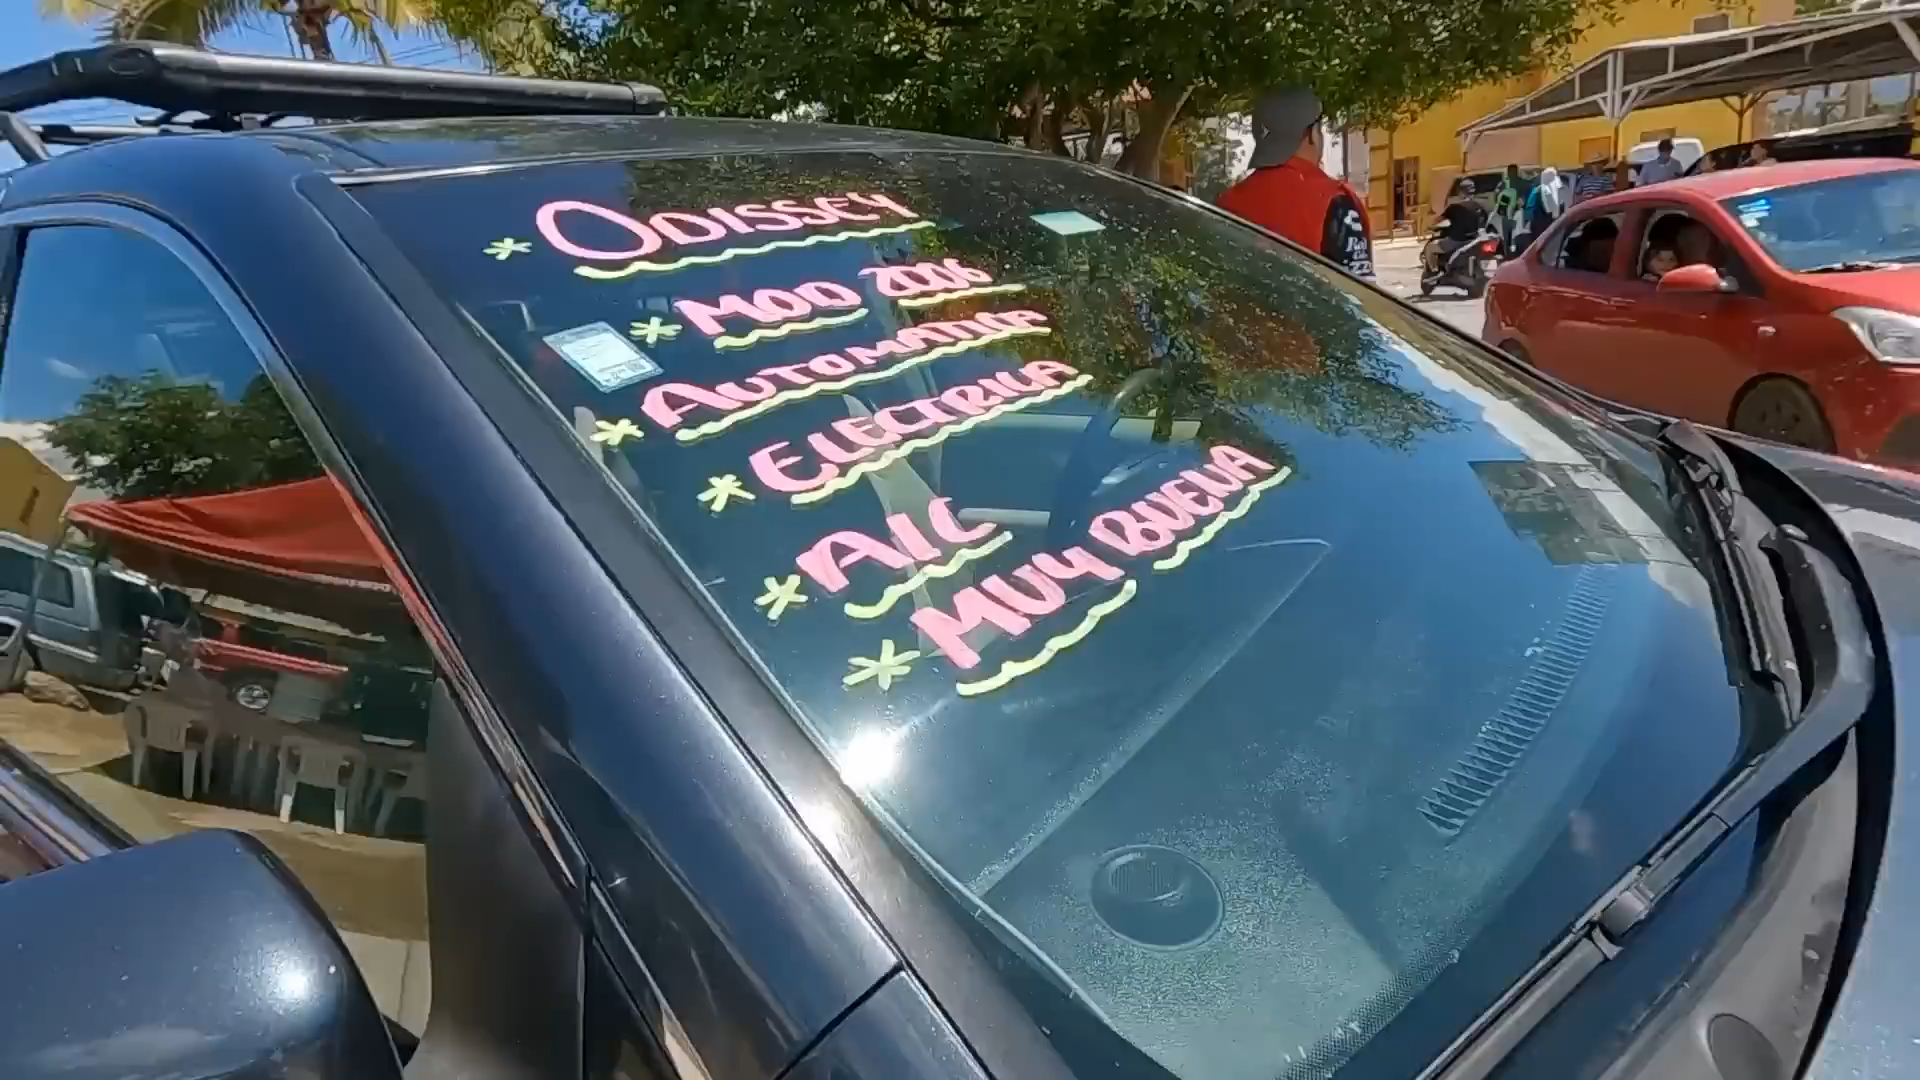 * ODISSEY
* MOD 2006
* AUTOMATICA
* ELECTRICA
* A/C
* MUY BUENA